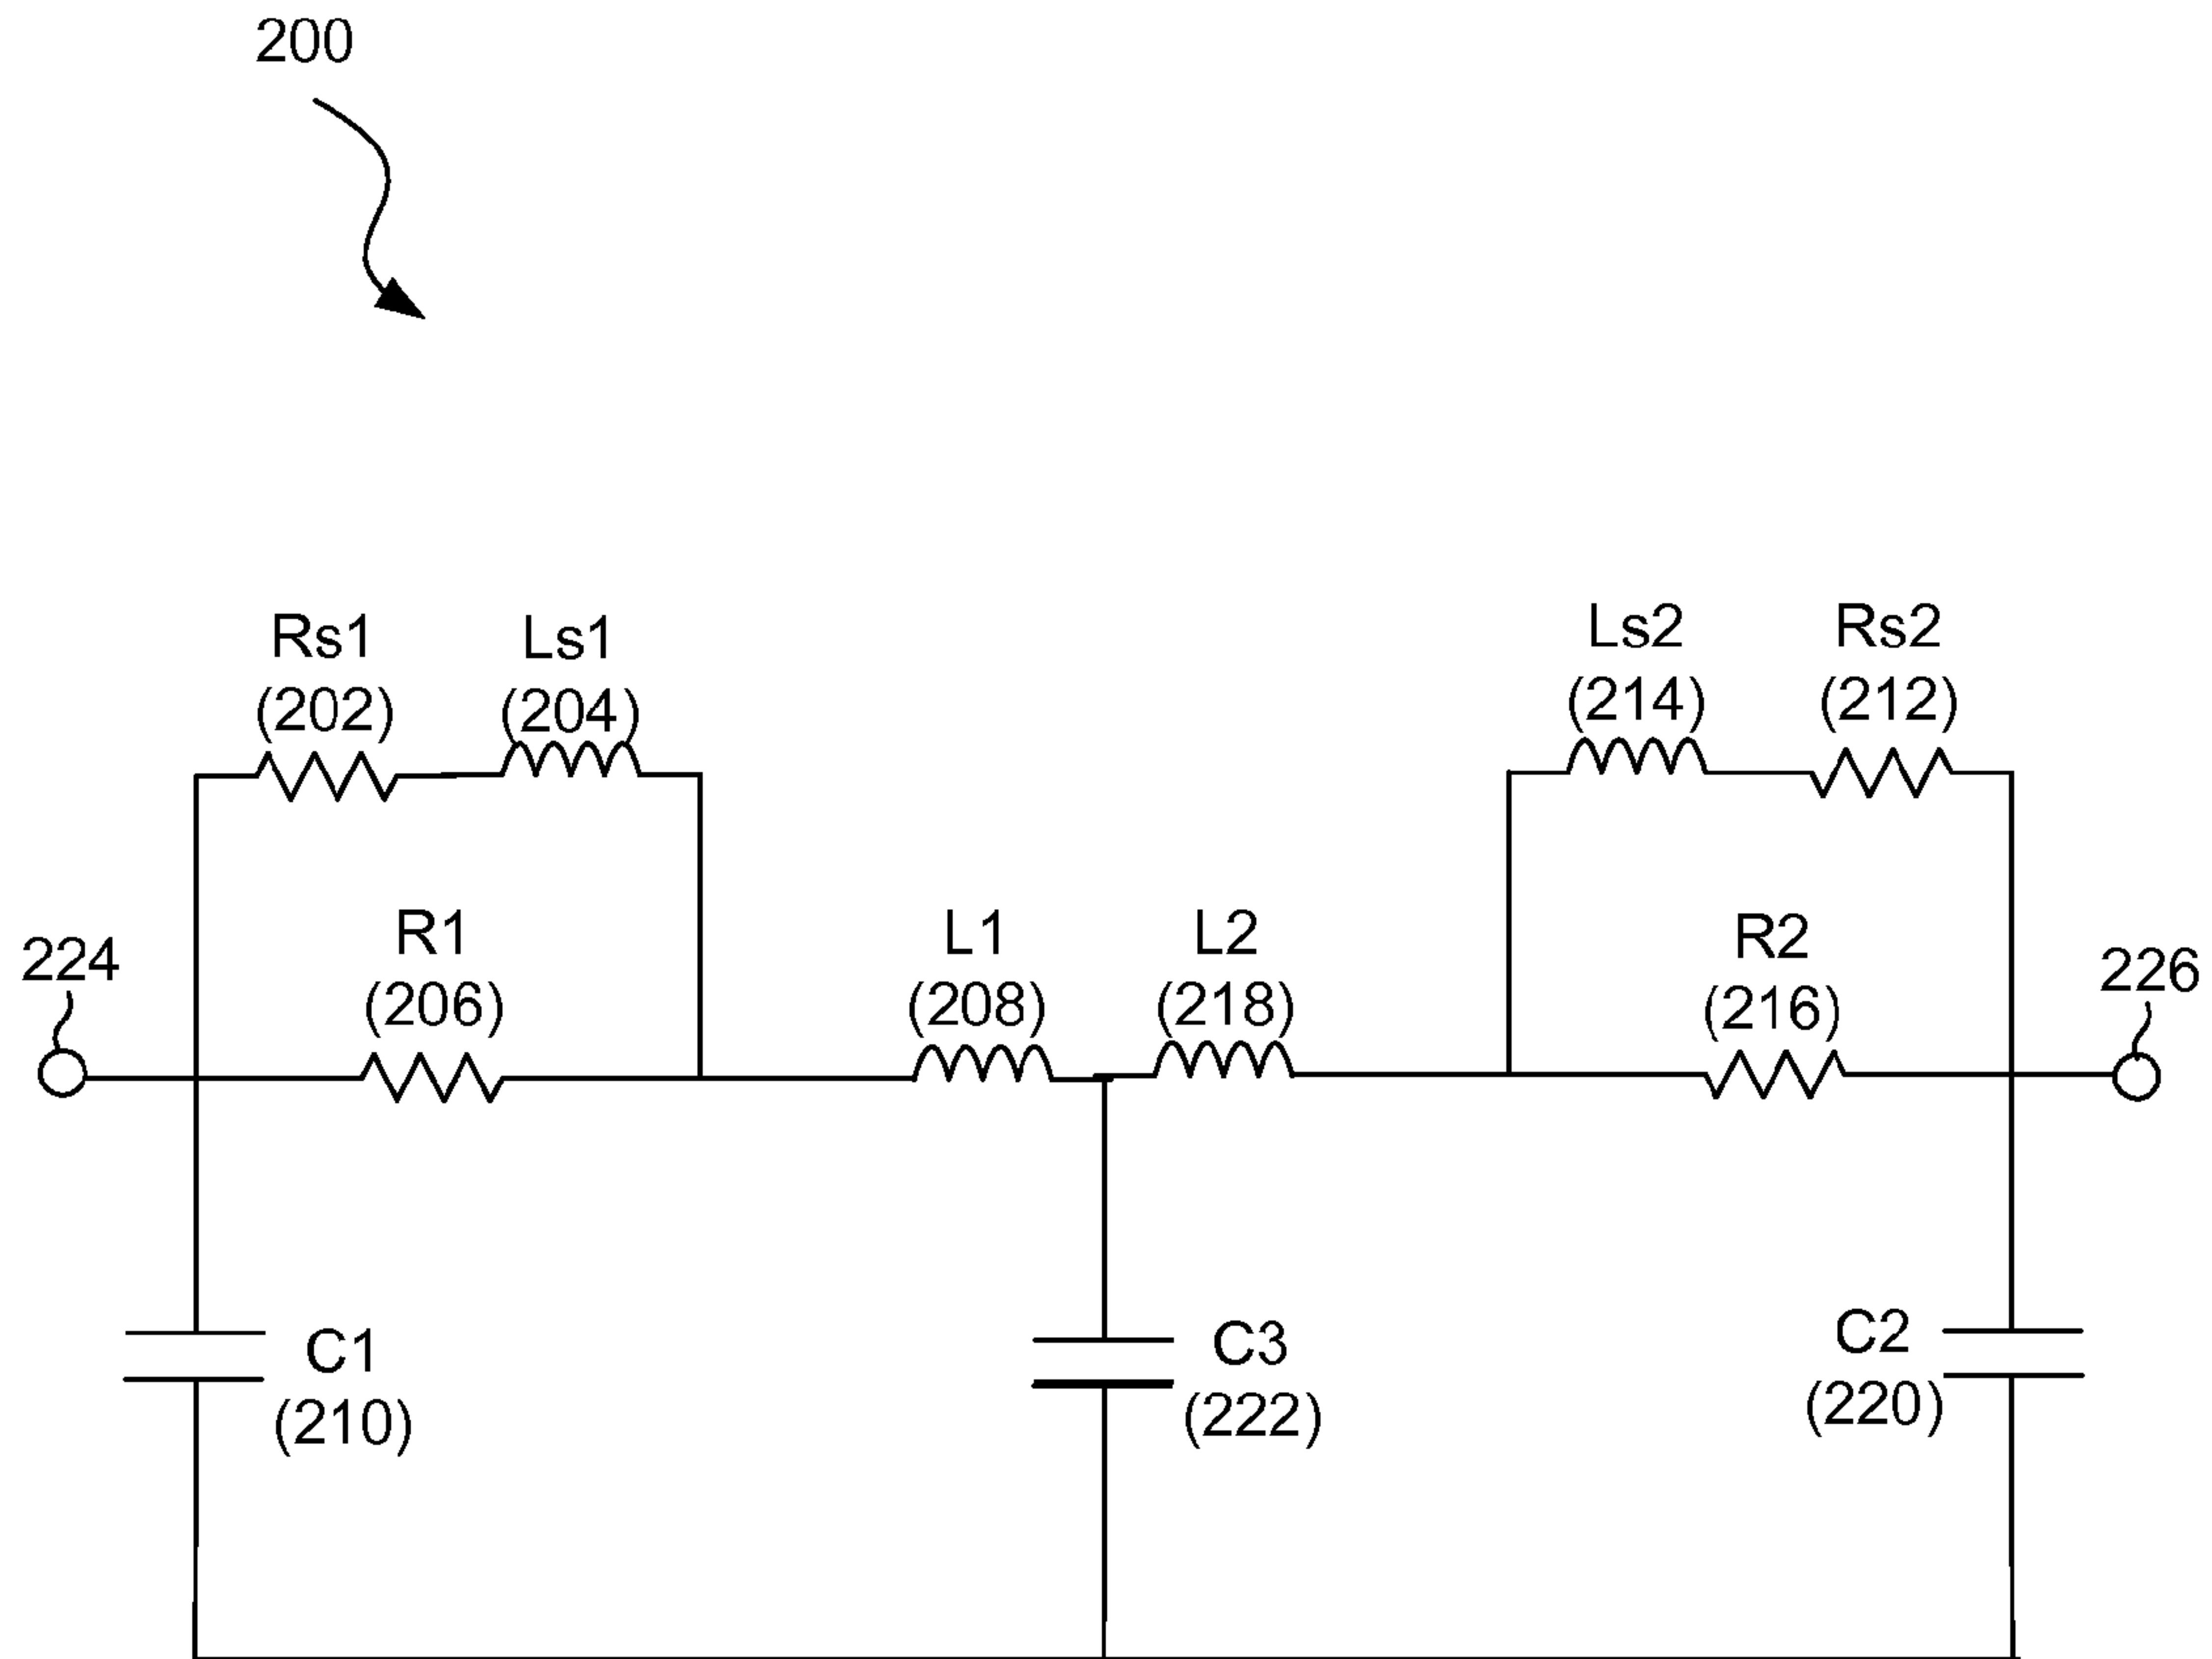 200
Rs1
(202)
Ls1
(204)
Ls2
(214)
Rs2
(212)
224
R1
(206)
L1
(208)
L2
(218)
R2
(216)
226
C1
(210)
C3
(222)
C2
(220)